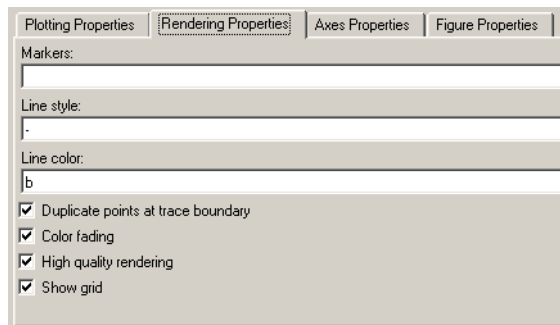 Plotting Properties Rendering Properties Axes Properties Figure Properties
Markers:
Line style:
-
Line color:
b
Duplicate points at trace boundary
Color fading
High quality rendering
Show grid